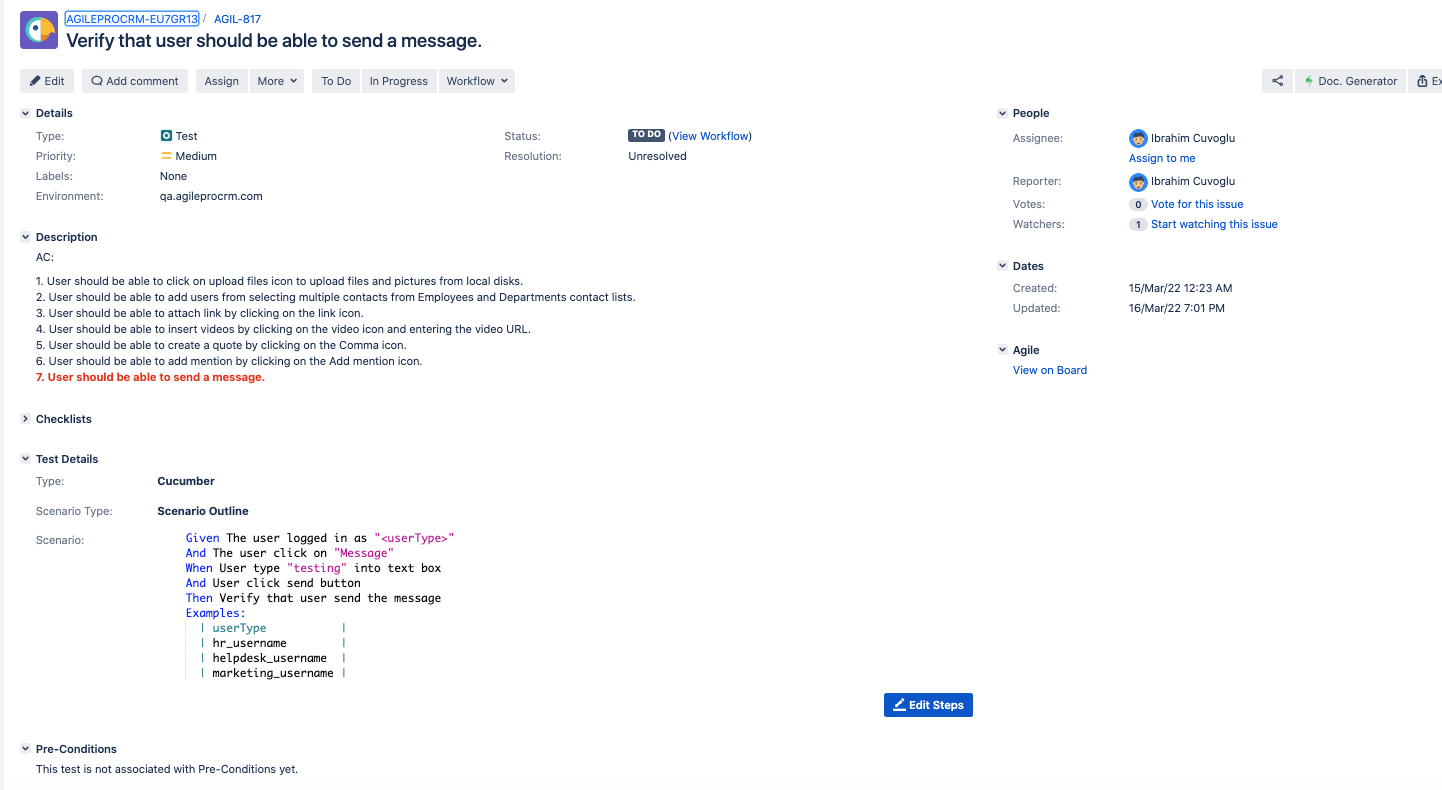 AGILEPROCRM-EU7GR13 / AGIL-817
Verify that user should be able to send a message.
Edit Add comment Assign More To Do In Progress Workflow Doc. Generator Ex
Details
Type: Test
Status: TO DO (View Workflow)
Priority: Medium
Resolution: Unresolved
Labels: None
Environment: qa.agileprocrm.com
Description
AC:
1. User should be able to click on upload files icon to upload files and pictures from local disks.
2. User should be able to add users from selecting multiple contacts from Employees and Departments contact lists.
3. User should be able to attach link by clicking on the link icon.
4. User should be able to insert videos by clicking on the video icon and entering the video URL.
5. User should be able to create a quote by clicking on the Comma icon.
6. User should be able to add mention by clicking on the Add mention icon.
7. User should be able to send a message.
Checklists
Test Details
Type: Cucumber
Scenario Type: Scenario Outline
Scenario:
Given The user logged in as "<userType>"
And The user click on "Message"
When User type "testing" into text box
And User click send button
Then Verify that user send the message
Examples:
| userType |
| hr_username |
| helpdesk_username |
| marketing_username |
Edit Steps
Pre-Conditions
This test is not associated with Pre-Conditions yet.
People
Assignee: Ibrahim Cuvoglu
Assign to me
Reporter: Ibrahim Cuvoglu
Votes: 0 Vote for this issue
Watchers: 1 Start watching this issue
Dates
Created: 15/Mar/22 12:23 AM
Updated: 16/Mar/22 7:01 PM
Agile
View on Board